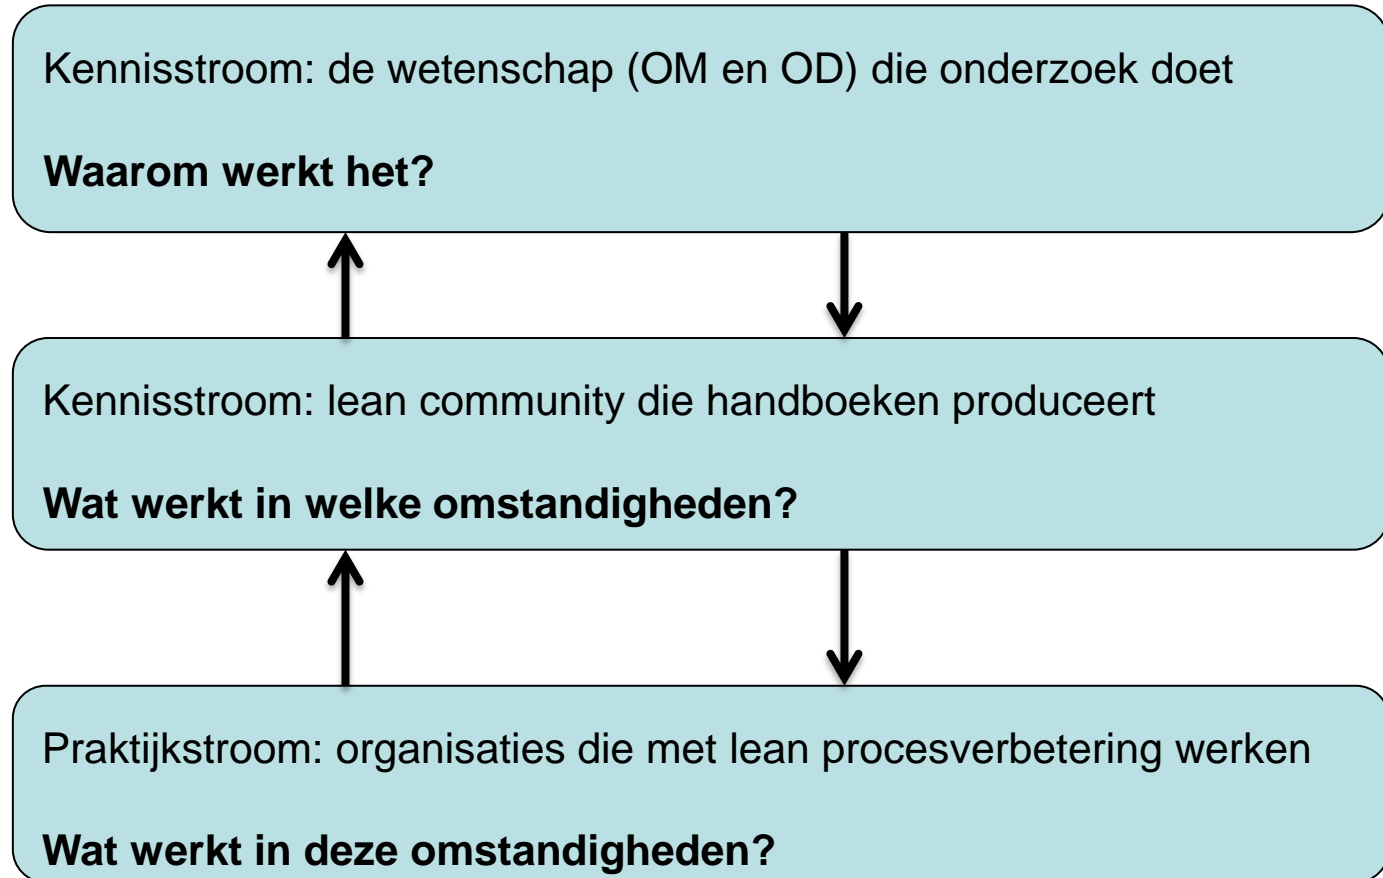 Kennisstroom: de wetenschap (OM en OD) die onderzoek doet
Waarom werkt het?
Kennisstroom: lean community die handboeken produceert
Wat werkt in welke omstandigheden?
Praktijkstroom: organisaties die met lean procesverbetering werken
Wat werkt in deze omstandigheden?